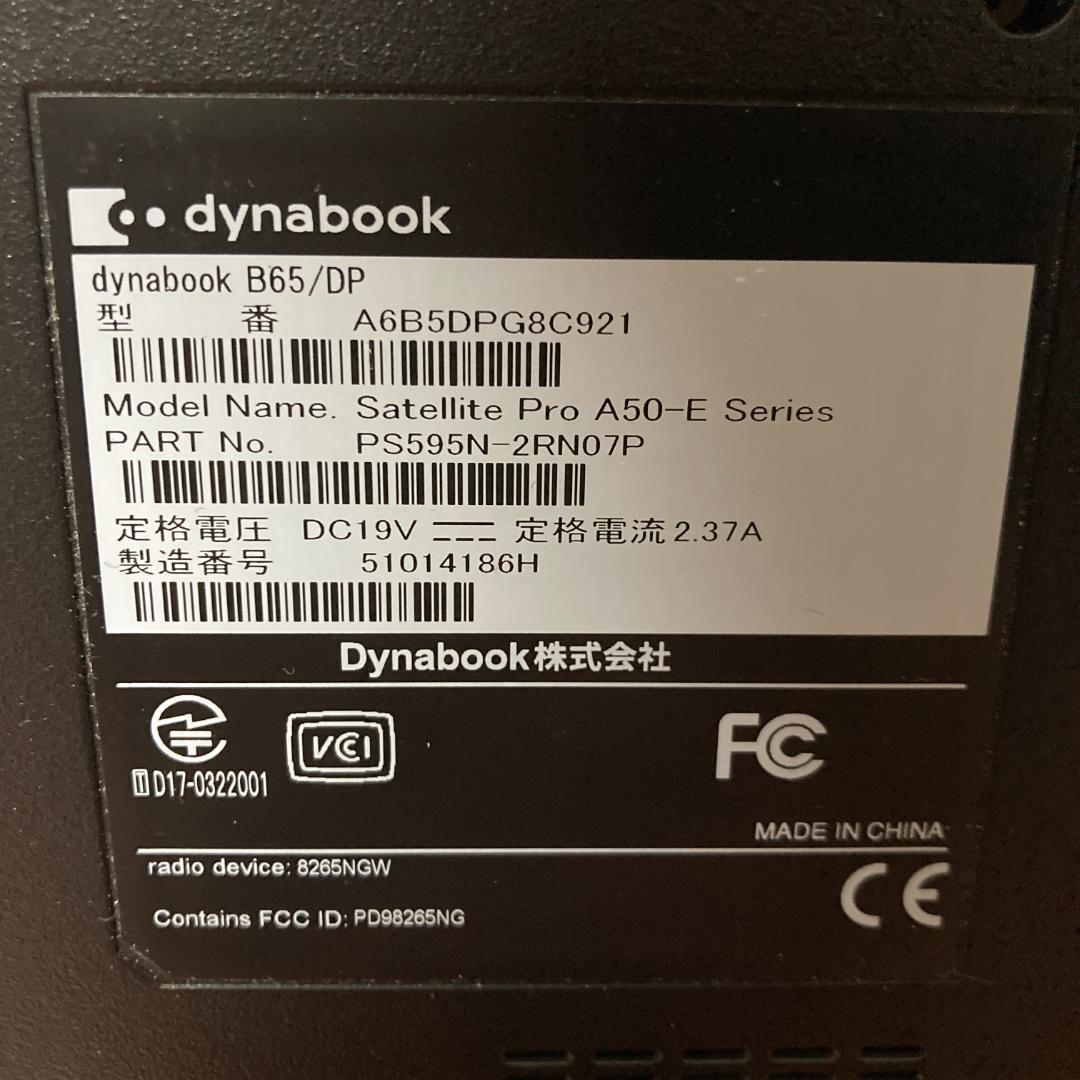 dynabook
dynabook B65/DP
型 番 A6B5DPG8C921
Model Name. Satellite Pro A50-E Series
PART No. PS595N-2RN07P
定格電圧 DC19V 定格電流2.37A
製造番号 51014186H
Dynabook株式会社
VCI
FC
T D17-0322001
MADE IN CHINA
radio device: 8265NGW
CE
Contains FCC ID: PD98265NG